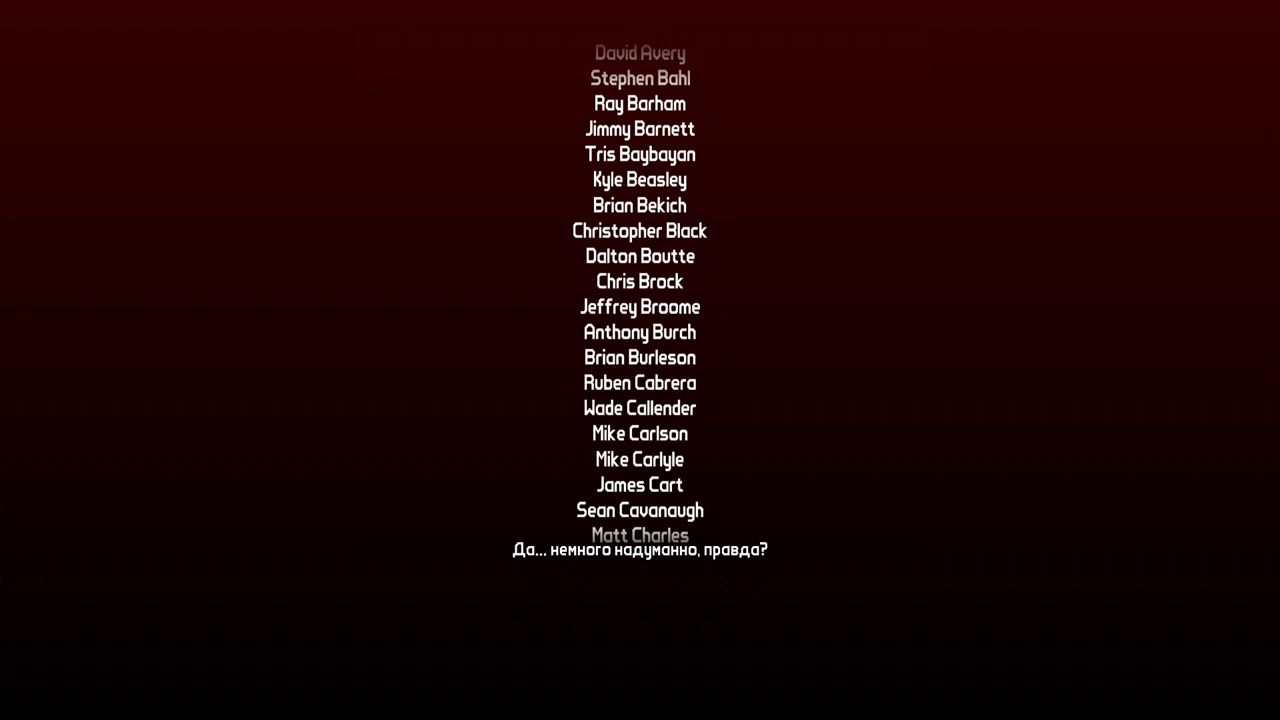 David Avery
Stephen Bahl
Ray Barham
Jimmy Barnett
Tris Baybayan
Kyle Beasley
Brian Bekich
Christopher Black
Dalton Boutte
Chris Brock
Jeffrey Broome
Anthony Burch
Brian Burleson
Ruben Cabrera
Wade Callender
Mike Carlson
Mike Carlyle
James Cart
Sean Cavanaugh
Matt Charles
Да... немного надуманно, правда?